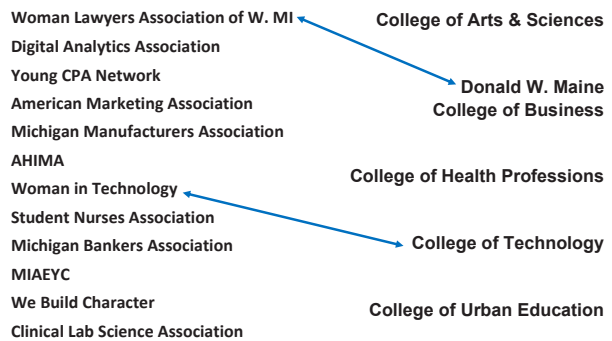 Woman Lawyers Association of W. MI
Digital Analytics Association
Young CPA Network
American Marketing Association
Michigan Manufacturers Association
AHIMA
Woman in Technology
Student Nurses Association
Michigan Bankers Association
MIAEYC
We Build Character
Clinical Lab Science Association
College of Arts & Sciences
Donald W. Maine
College of Business
College of Health Professions
College of Technology
College of Urban Education